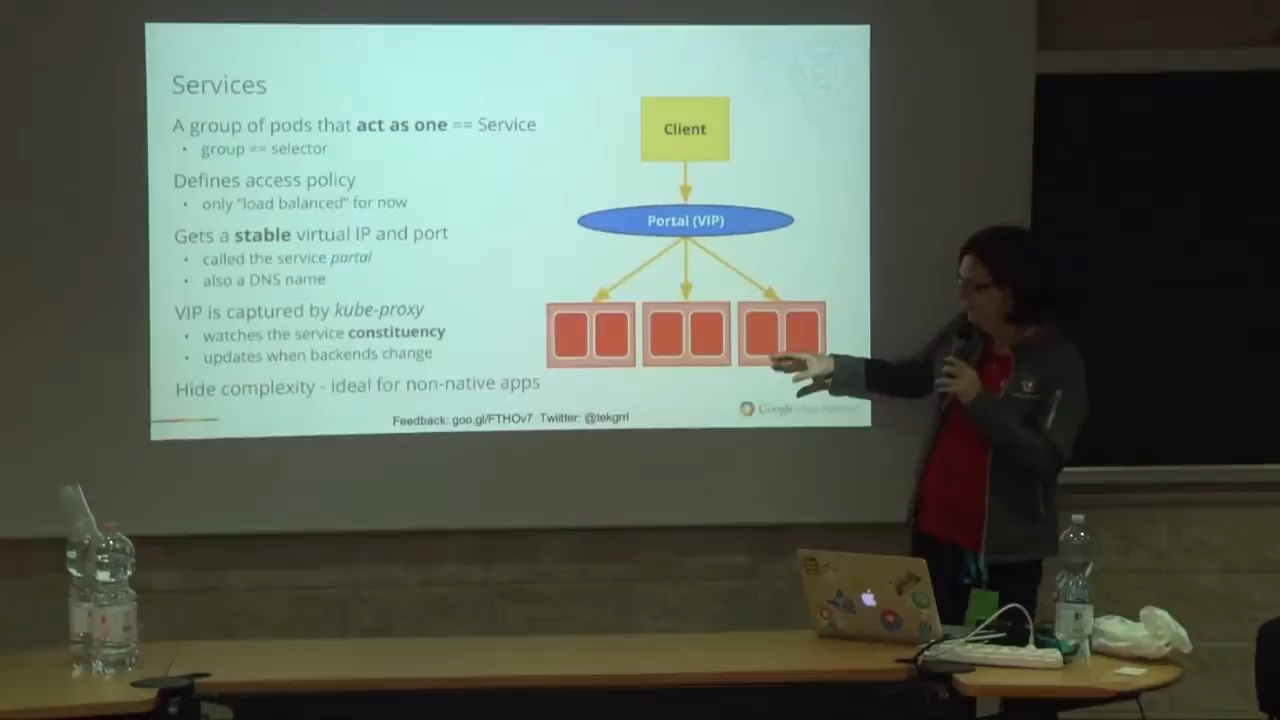 Services
A group of pods that act as one == Service
• group == selector
Defines access policy
• only “load balanced” for now
Gets a stable virtual IP and port
• called the service portal
• also a DNS name
VIP is captured by kube-proxy
• watches the service constituency
• updates when backends change
Hide complexity - ideal for non-native apps
Client
Portal (VIP)
Feedback: goo.gl/FTHOv7 Twiiter: @tekgrrl
Google